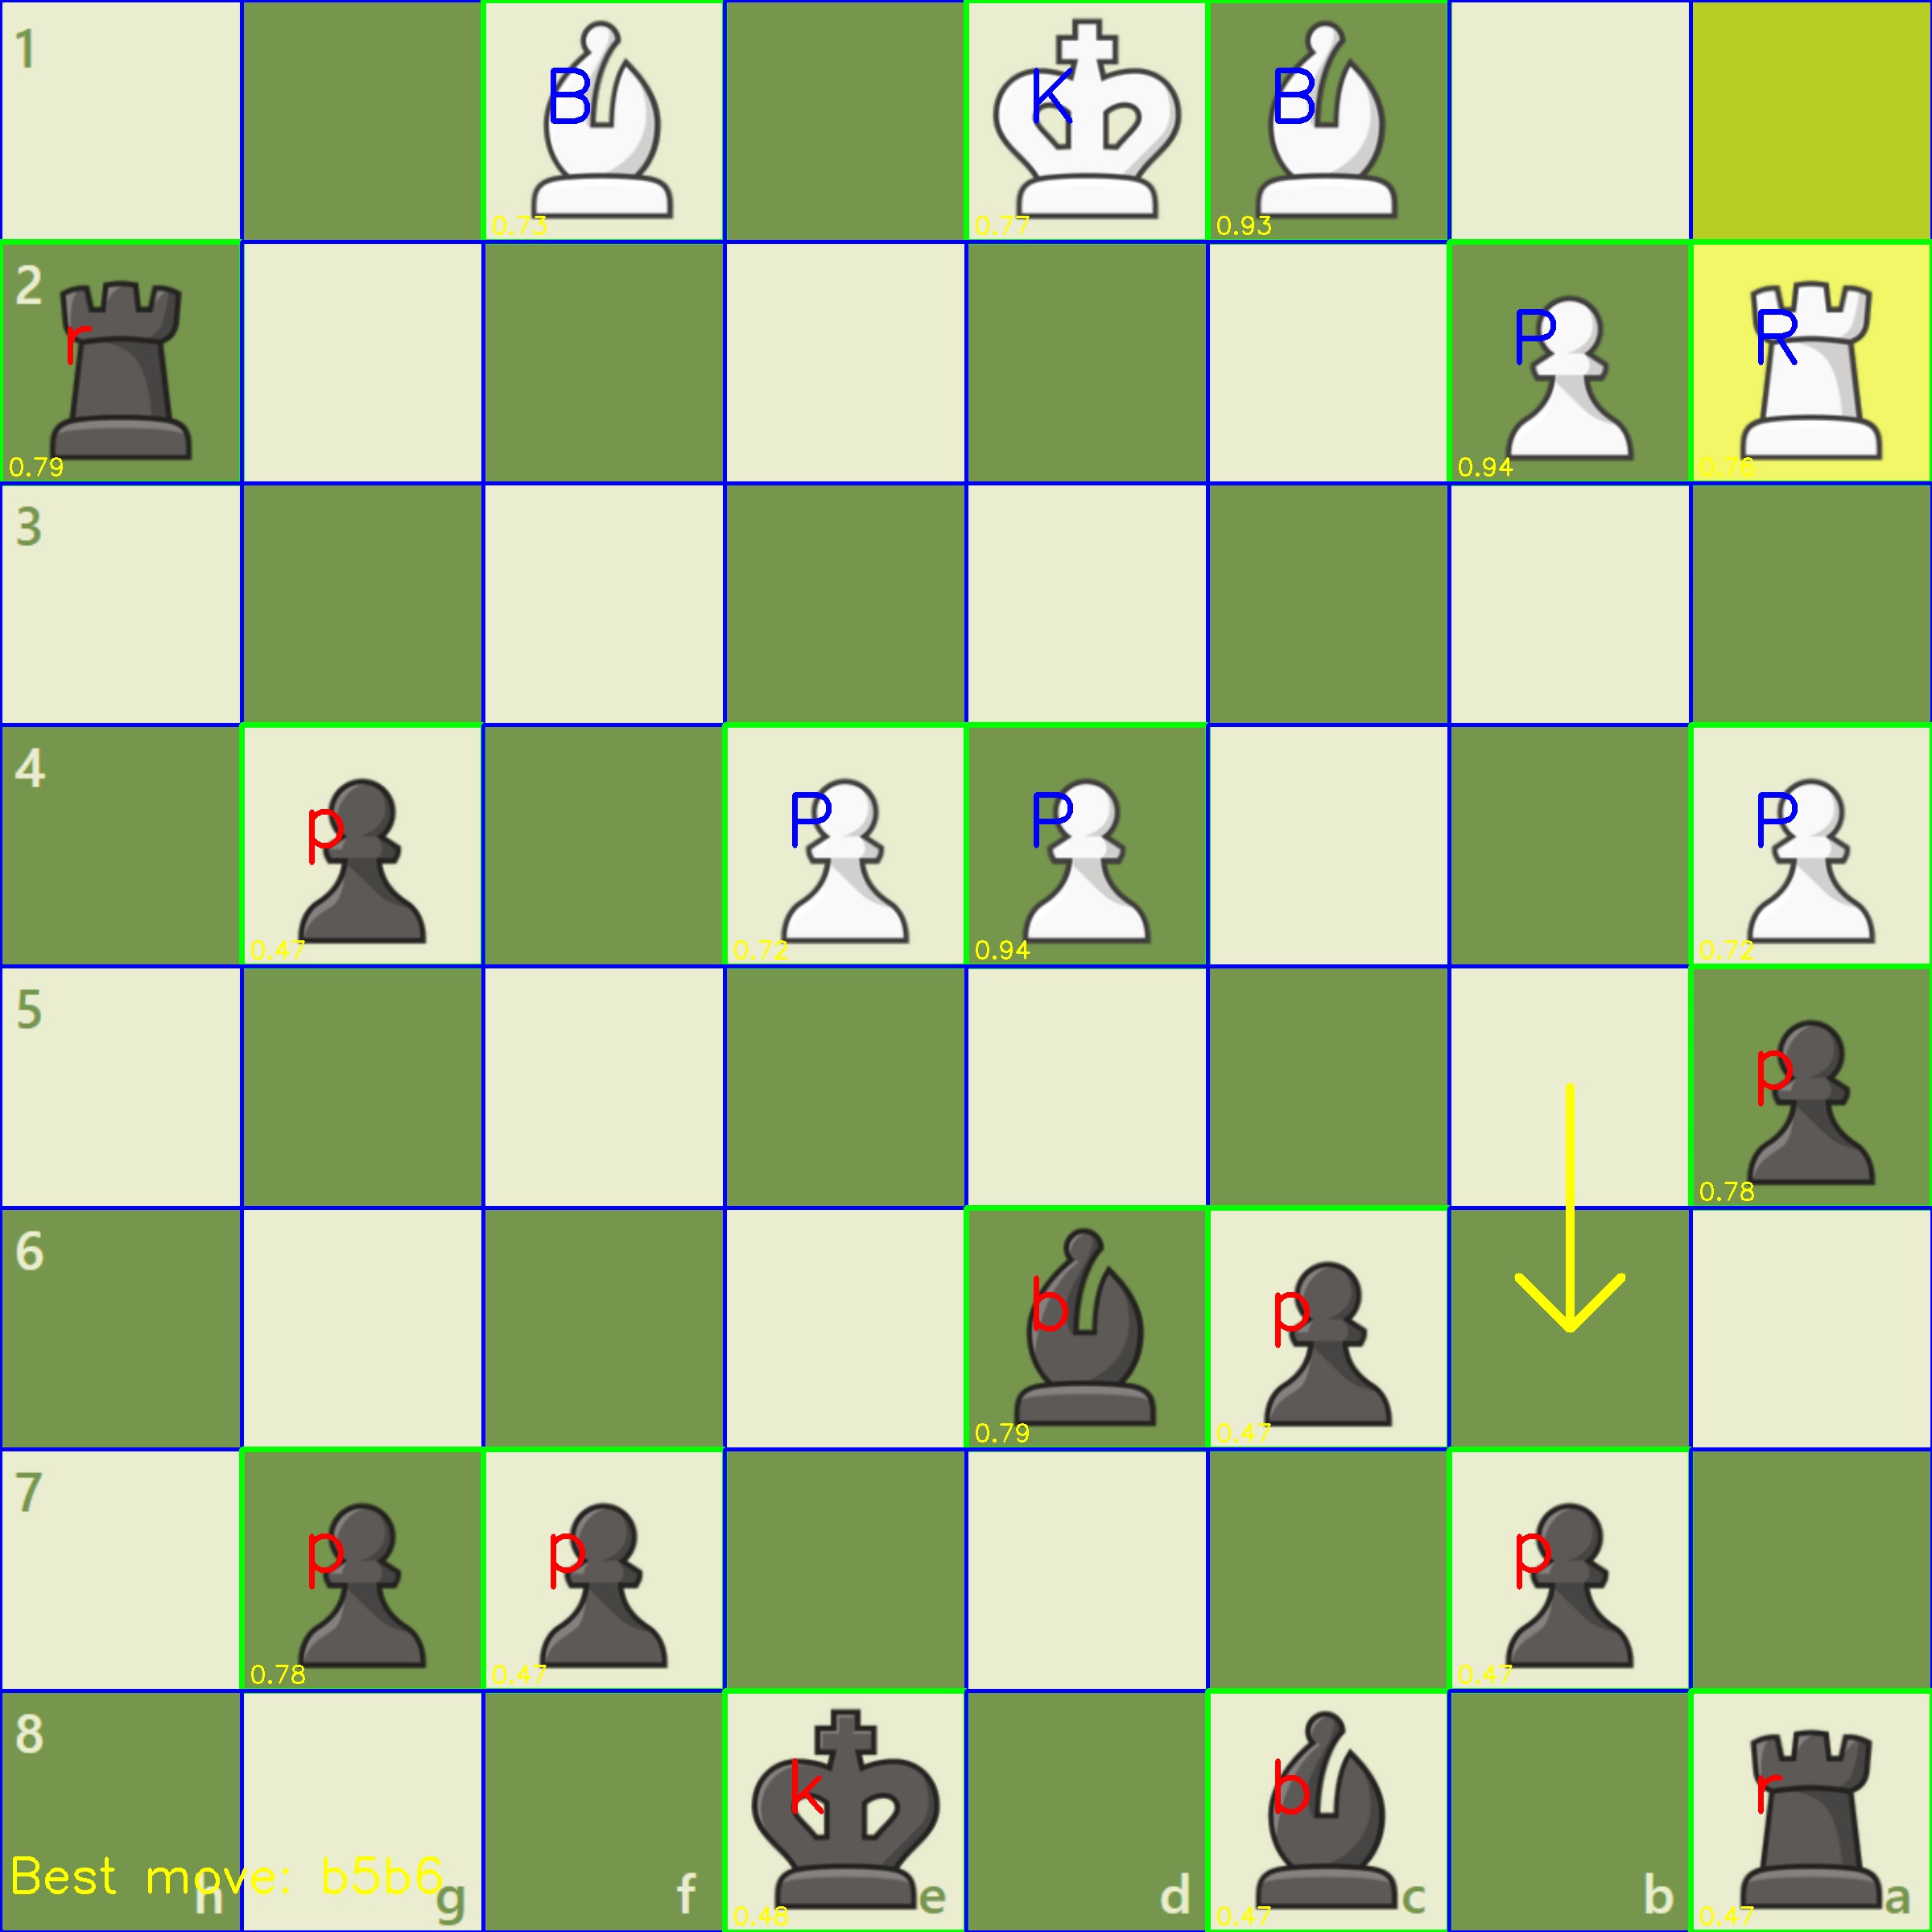 1 B K B
0.73 0.77 0.93
2 r P R
0.79 0.94 0.76
3
4 p P P P
0.47 0.72 0.94 0.72
5 p
0.78
6 b p
0.79 0.47
7 p p p
0.78 0.47 0.47
8 k b r
Best move: b5b6
h g f e d c b a
0.48 0.47 0.47